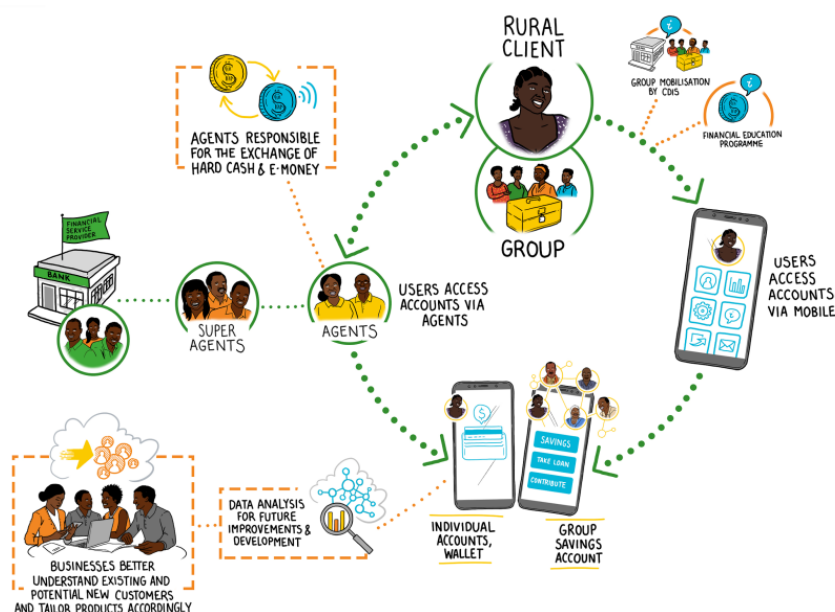 RURAL
CLIENT
GROUP MOBILISATION
BY CDIS
FINANCIAL EDUCATION
PROGRAMME
AGENTS RESPONSIBLE
FOR THE EXCHANGE OF
HARD CASH & E-MONEY
GROUP
FINANCIAL
SERVICE
PROVIDER
BANK
SUPER
AGENTS
AGENTS
USERS ACCESS
ACCOUNTS VIA
AGENTS
USERS
ACCESS
ACCOUNTS
VIA MOBILE
SAVINGS
TAKE LOAN
CONTRIBUTE
INDIVIDUAL
ACCOUNTS,
WALLET
GROUP
SAVINGS
ACCOUNT
DATA ANALYSIS
FOR FUTURE
IMPROVEMENTS &
DEVELOPMENT
BUSINESSES BETTER
UNDERSTAND EXISTING AND
POTENTIAL NEW CUSTOMERS
AND TAILOR PRODUCTS ACCORDINGLY